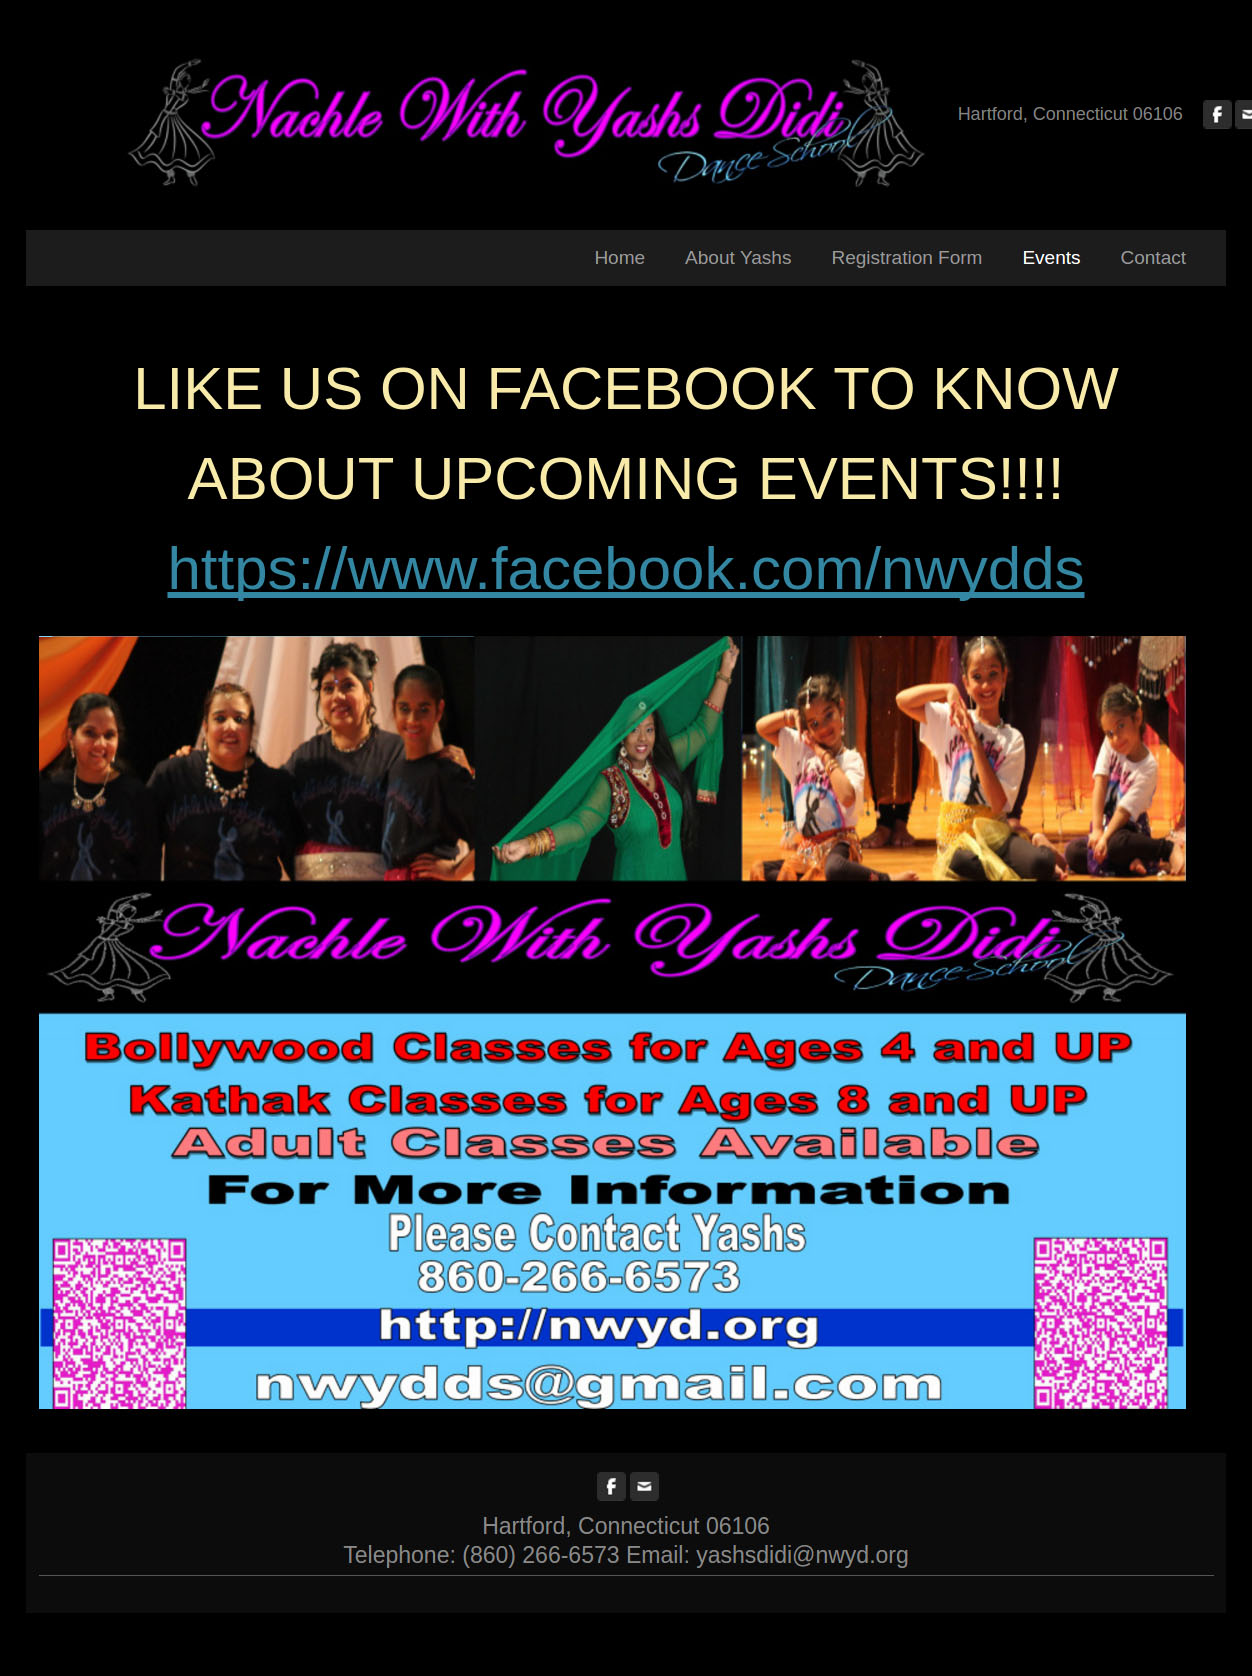 Nachle With Yashs Didi
Dance School
Hartford, Connecticut 06106
Home About Yashs Registration Form Events Contact
LIKE US ON FACEBOOK TO KNOW
ABOUT UPCOMING EVENTS!!!!
https://www.facebook.com/nwydds
Nachle With Yashs Didi
Dance School
Bollywood Classes for Ages 4 and UP
Kathak Classes for Ages 8 and UP
Adult Classes Available
For More Information
Please Contact Yashs
860-266-6573
http://nwyd.org
nwydds@gmail.com
Hartford, Connecticut 06106
Telephone: (860) 266-6573 Email: yashsdidi@nwyd.org